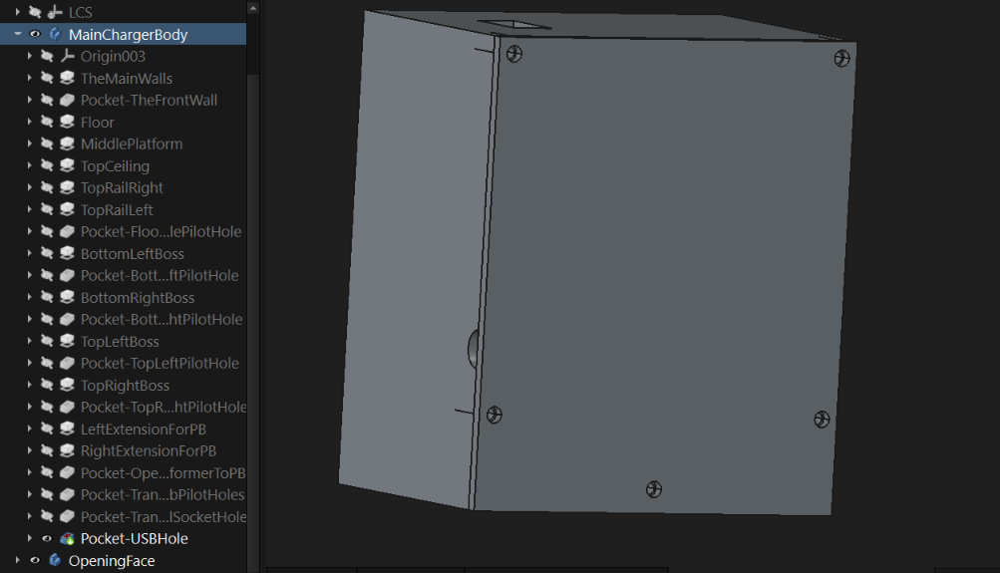 LCS
MainChargerBody
Origin003
TheMainWalls
Pocket-TheFrontWall
Floor
MiddlePlatform
TopCeiling
TopRailRight
TopRailLeft
Pocket-Floo...lePilotHole
BottomLeftBoss
Pocket-Bott...ftPilotHole
BottomRightBoss
Pocket-Bott...htPilotHole
TopLeftBoss
Pocket-TopLeftPilotHole
TopRightBoss
Pocket-TopR...htPilotHole
LeftExtensionForPB
RightExtensionForPB
Pocket-Ope...formerToPB
Pocket-Tran...bPilotHoles
Pocket-Tran...lSocketHole
Pocket-USBHole
OpeningFace